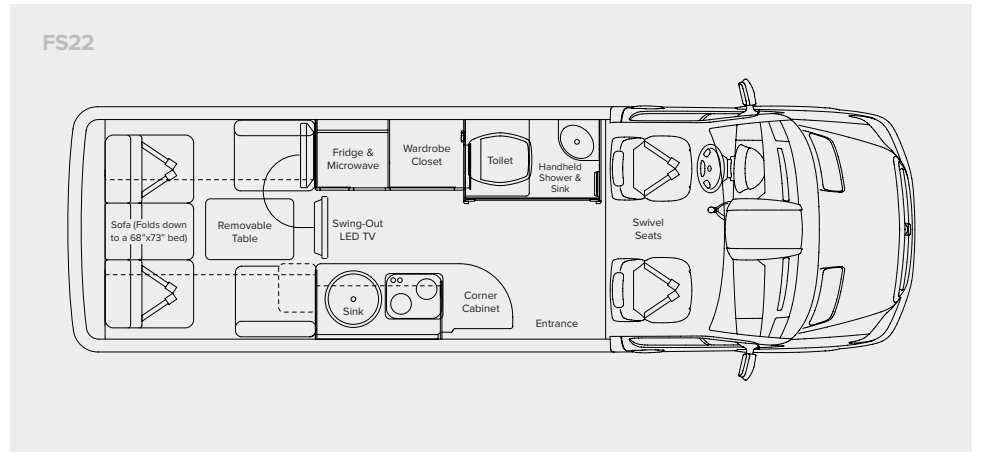 FS22
Fridge &
Microwave
Wardrobe
Closet
Toilet
Handheld
Shower &
Sink
Sofa (Folds down
to a 68"x73" bed)
Removable
Table
Swing-Out
LED TV
Swivel
Seats
Sink
Corner
Cabinet
Entrance